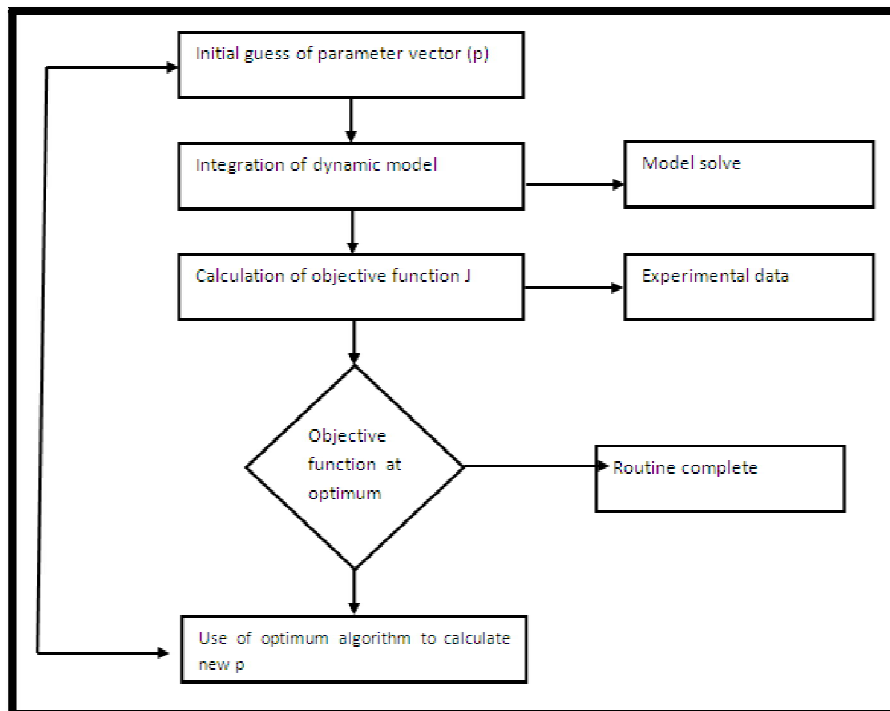 Initial guess of parameter vector (p)
Integration of dynamic model
Model solve
Calculation of objective function J
Experimental data
Objective
function at
optimum
Routine complete
Use of optimum algorithm to calculate
new p